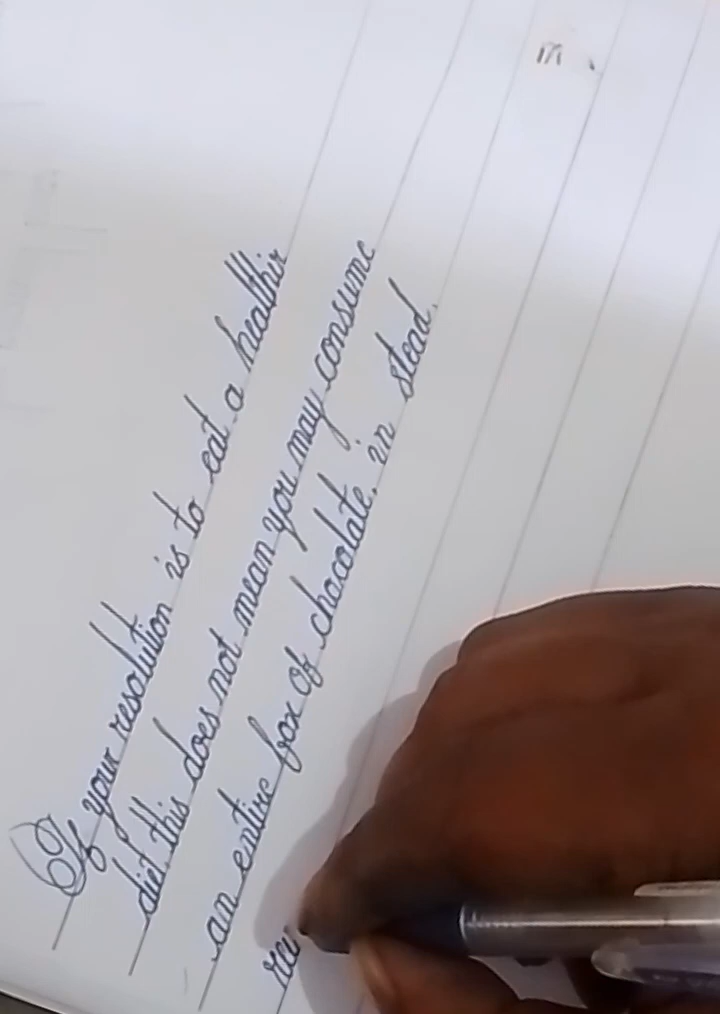 If your resolution is to eat a healthir
diet, this does not mean you may consume
an entire box of chocolate, in stead,